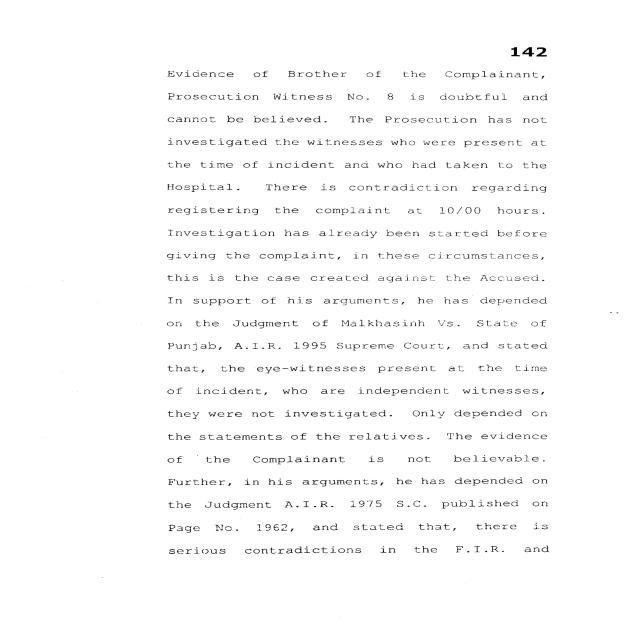 142
Evidence of Brother of the Complainant,
Prosecution Witness No. 8 is doubtful and
cannot be believed. The Prosecution has not
investigated the witnesses who were present at
the time of incident and who had taken to the
Hospital. There is contradiction regarding
registering the complaint at 10/00 hours.
Investigation has already been started before
giving the complaint, in these circumstances,
this is the case created against the Accused.
In support of his arguments, he has depended
on the Judgment of Malkhasinh Vs. State of
Punjab, A.I.R. 1995 Supreme Court, and stated
that, the eye-witnesses present at the time
of incident, who are independent witnesses,
they were not investigated. Only depended on
the statements of the relatives. The evidence
of the Complainant is not believable.
Further, in his arguments, he has depended on
the Judgment A.I.R. 1975 S.C. published on
Page No. 1962, and stated that, there is
serious contradictions in the F.I.R. and